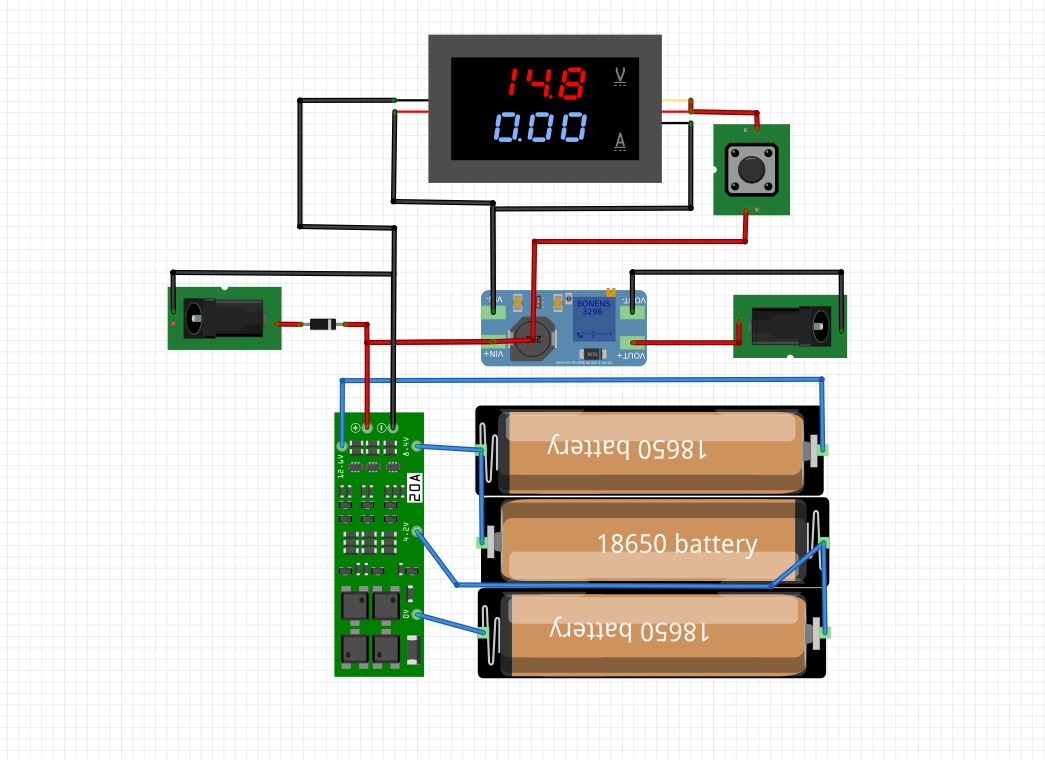 14.8 V
0.00 A
BONENS
3296
VIN-
VOUT-
VIN+
VOUT+
+ -
12.6V
8.4V
20A
4.2V
0V
18650 battery
18650 battery
18650 battery